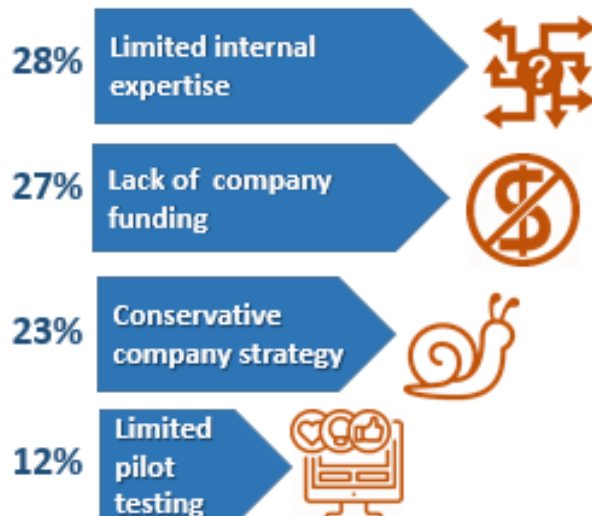 28%
Limited internal
expertise
27%
Lack of company
funding
23%
Conservative
company strategy
12%
Limited
pilot
testing